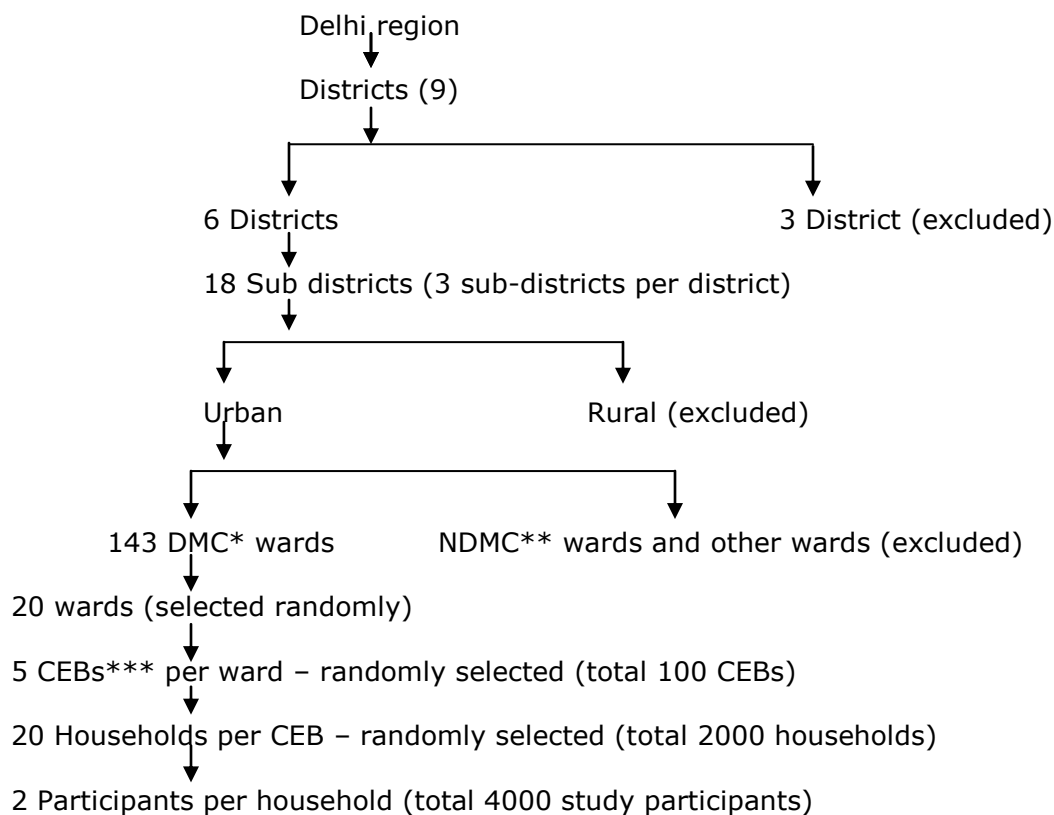 Delhi region
Districts (9)
6 Districts
3 District (excluded)
18 Sub districts (3 sub-districts per district)
Urban
Rural (excluded)
143 DMC* wards
NDMC** wards and other wards (excluded)
20 wards (selected randomly)
5 CEBs*** per ward – randomly selected (total 100 CEBs)
20 Households per CEB – randomly selected (total 2000 households)
2 Participants per household (total 4000 study participants)